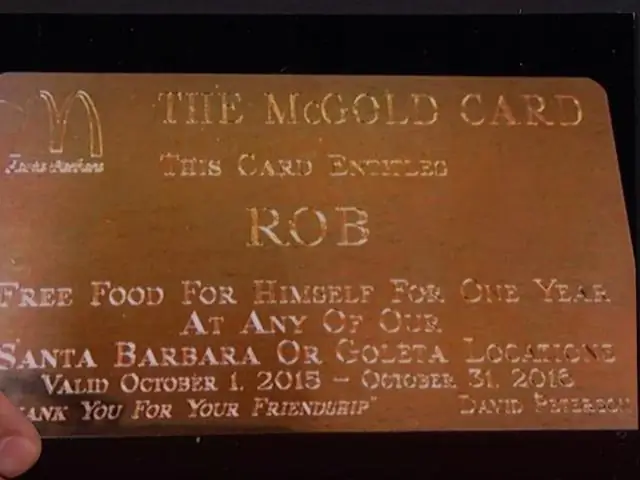 THE McGOLD CARD
THIS CARD ENTITLES
ROB
FREE FOOD FOR HIMSELF FOR ONE YEAR
AT ANY OF OUR
SANTA BARBARA OR GOLETA LOCATIONS
VALID OCTOBER 1, 2015 – OCTOBER 31, 2016
THANK YOU FOR YOUR FRIENDSHIP" DAVID PETERSON